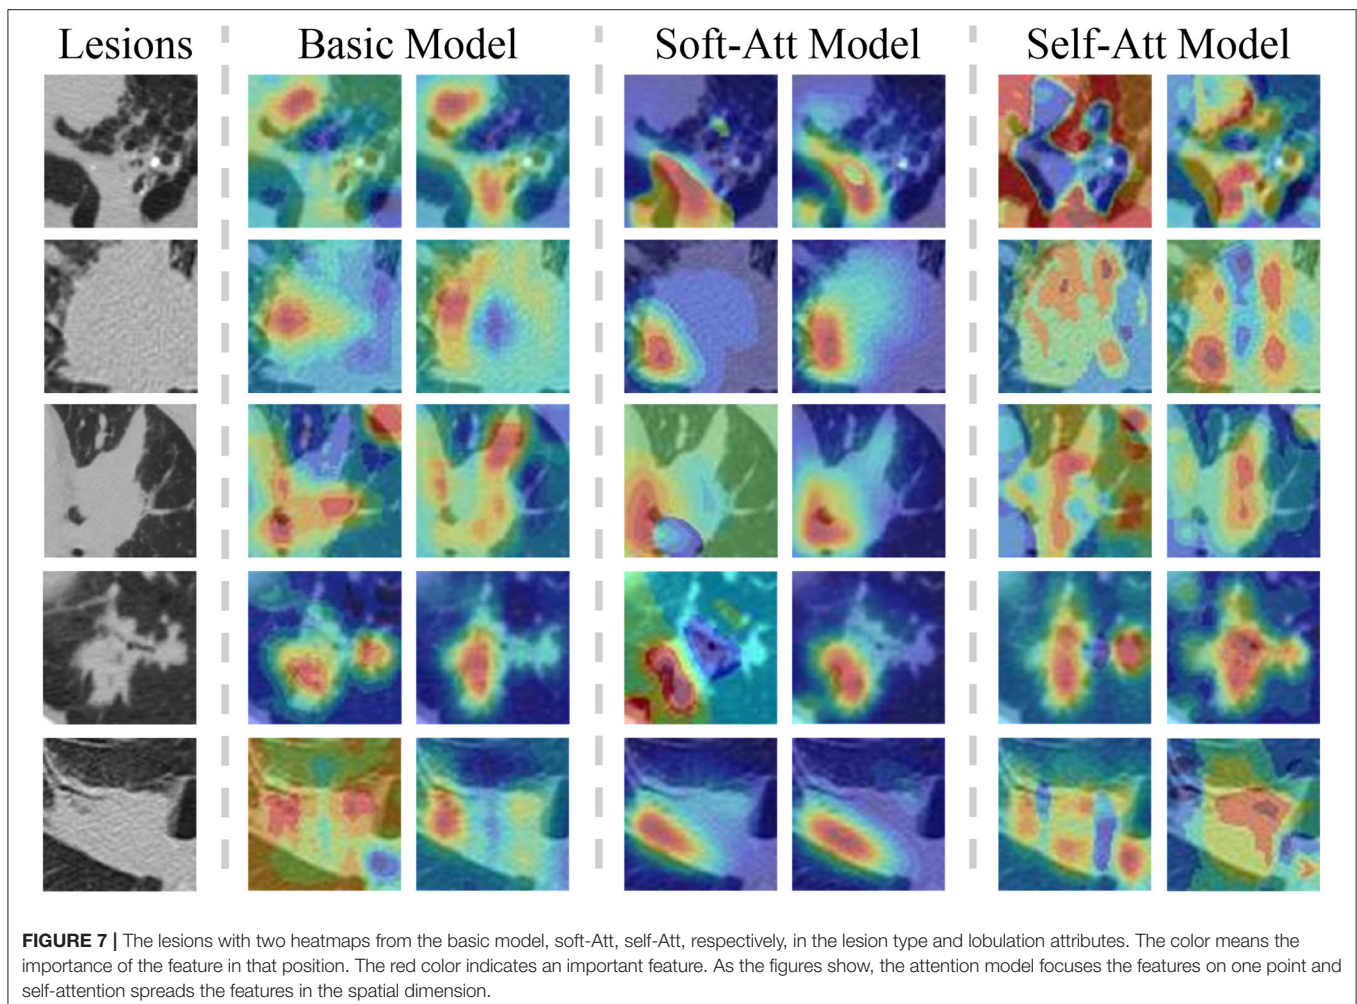 Lesions
Basic Model
Soft-Att Model
Self-Att Model
FIGURE 7 | The lesions with two heatmaps from the basic model, soft-Att, self-Att, respectively, in the lesion type and lobulation attributes. The color means the
importance of the feature in that position. The red color indicates an important feature. As the figures show, the attention model focuses the features on one point and
self-attention spreads the features in the spatial dimension.